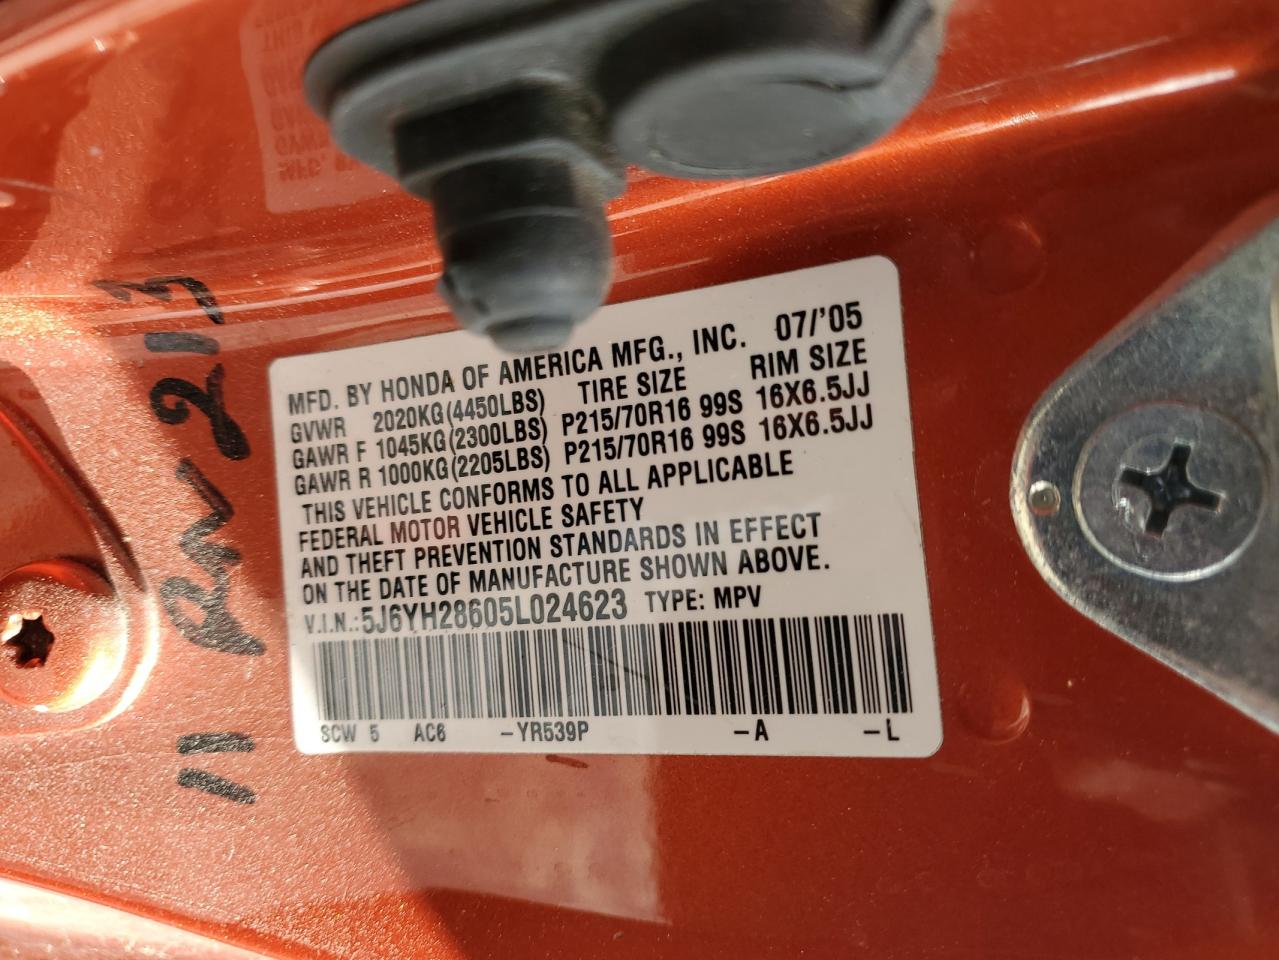 MFD. BY HONDA OF AMERICA MFG., INC. 07/'05
GVWR 2020KG(4450LBS) TIRE SIZE RIM SIZE
GAWR F 1045KG(2300LBS) P215/70R16 99S 16X6.5JJ
GAWR R 1000KG(2205LBS) P215/70R16 99S 16X6.5JJ
THIS VEHICLE CONFORMS TO ALL APPLICABLE
FEDERAL MOTOR VEHICLE SAFETY
AND THEFT PREVENTION STANDARDS IN EFFECT
ON THE DATE OF MANUFACTURE SHOWN ABOVE.
V.I.N.:5J6YH28605L024623 TYPE: MPV
SCW 5 AC6 -YR539P -A -L
11
213